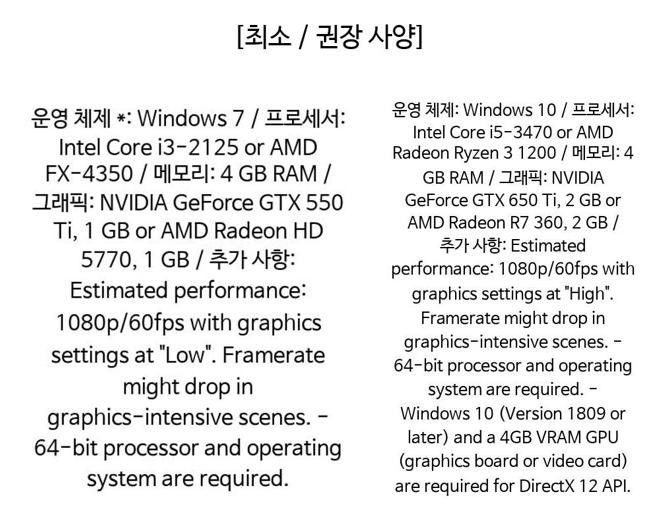 [최소 / 권장 사양]
운영 체제 *: Windows 7 / 프로세서:
Intel Core i3-2125 or AMD
FX-4350 / 메모리: 4 GB RAM /
그래픽: NVIDIA GeForce GTX 550
Ti, 1 GB or AMD Radeon HD
5770, 1 GB / 추가 사항:
Estimated performance:
1080p/60fps with graphics
settings at "Low". Framerate
might drop in
graphics-intensive scenes. -
64-bit processor and operating
system are required.
운영 체제: Windows 10 / 프로세서:
Intel Core i5-3470 or AMD
Radeon Ryzen 3 1200 / 메모리: 4
GB RAM / 그래픽: NVIDIA
GeForce GTX 650 Ti, 2 GB or
AMD Radeon R7 360, 2 GB /
추가 사항: Estimated
performance: 1080p/60fps with
graphics settings at "High".
Framerate might drop in
graphics-intensive scenes. -
64-bit processor and operating
system are required. -
Windows 10 (Version 1809 or
later) and a 4GB VRAM GPU
(graphics board or video card)
are required for DirectX 12 API.